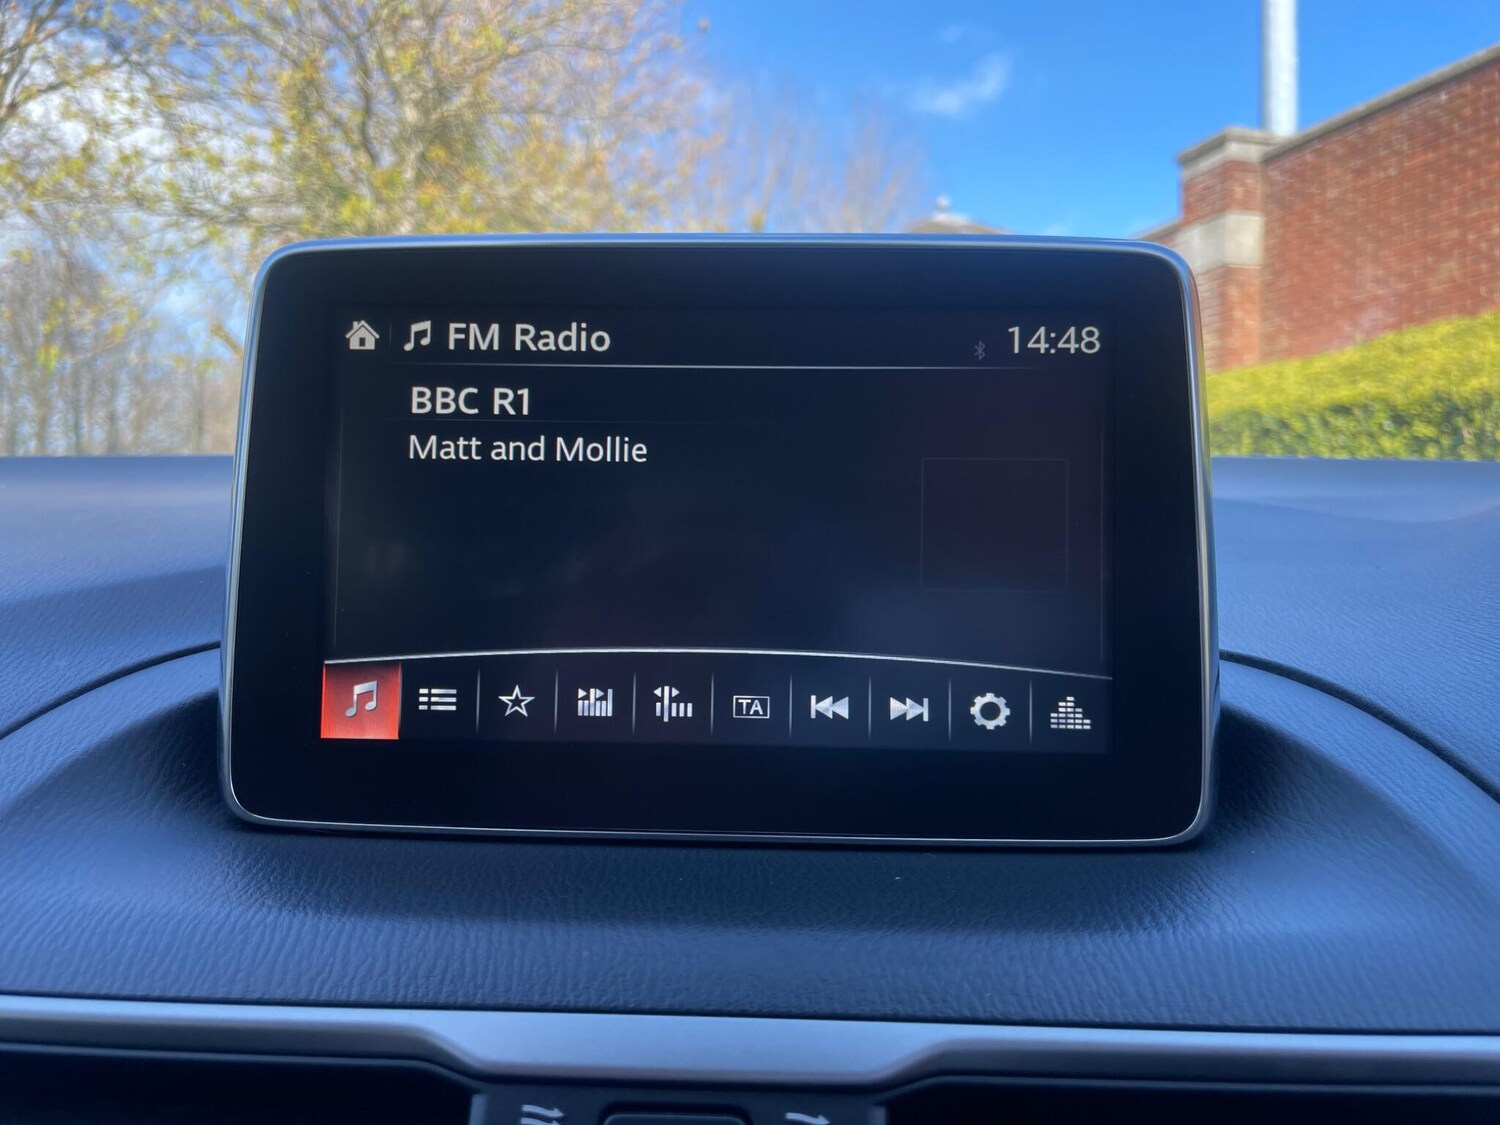 FM Radio
14:48
BBC R1
Matt and Mollie
TA